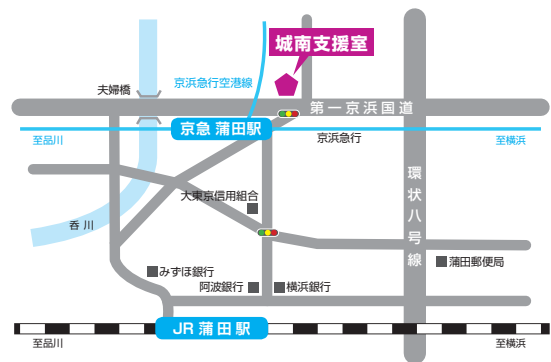 城南支援室
京浜急行空港線
夫婦橋
第一京浜国道
京急 蒲田駅
至品川
京浜急行
至横浜
環状八号線
大東京信用組合
呑川
蒲田郵便局
みずほ銀行
阿波銀行
横浜銀行
JR 蒲田駅
至品川
至横浜